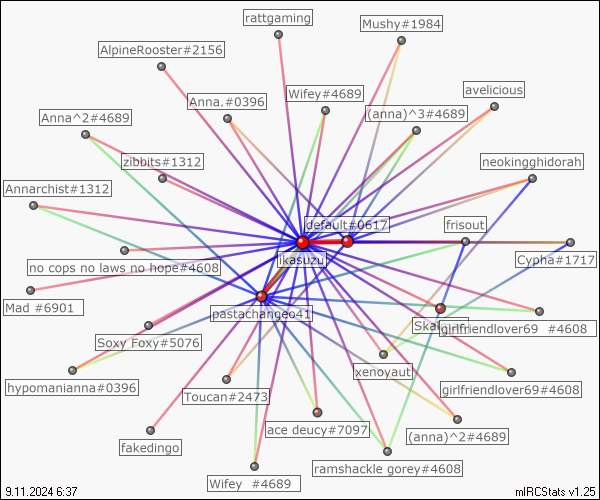 rattgaming
Mushy#1984
AlpineRooster#2156
avelicious
Wifey#4689
Anna.#0396
(anna)^3#4689
Anna^2#4689
zibbits#1312
neokingghidorah
Annarchist#1312
default#0617
frisout
ikasuzu
Cypha#1717
no cops no laws no hope#4608
Mad #6901
pastachangeo41
girlfriendlover69 #4608
Soxy Foxy#5076
xenoyaut
hypomanianna#0396
Toucan#2473
girlfriendlover69#4608
ace deucy#7097
(anna)^2#4689
fakedingo
ramshackle gorey#4608
Wifey #4689
9.11.2024 6:37
mIRCStats v1.25